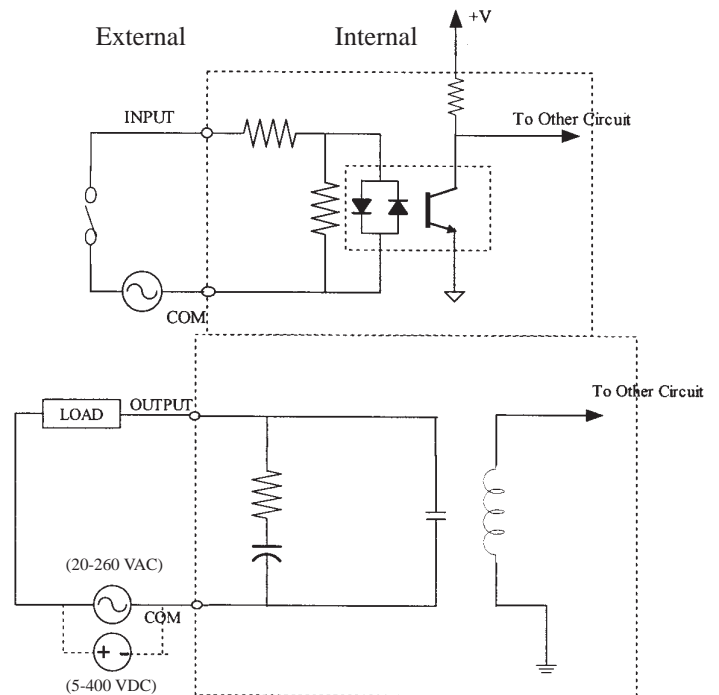 External
Internal
+V
INPUT
To Other Circuit
COM
LOAD
OUTPUT
To Other Circuit
(20-260 VAC)
COM
+ -
(5-400 VDC)